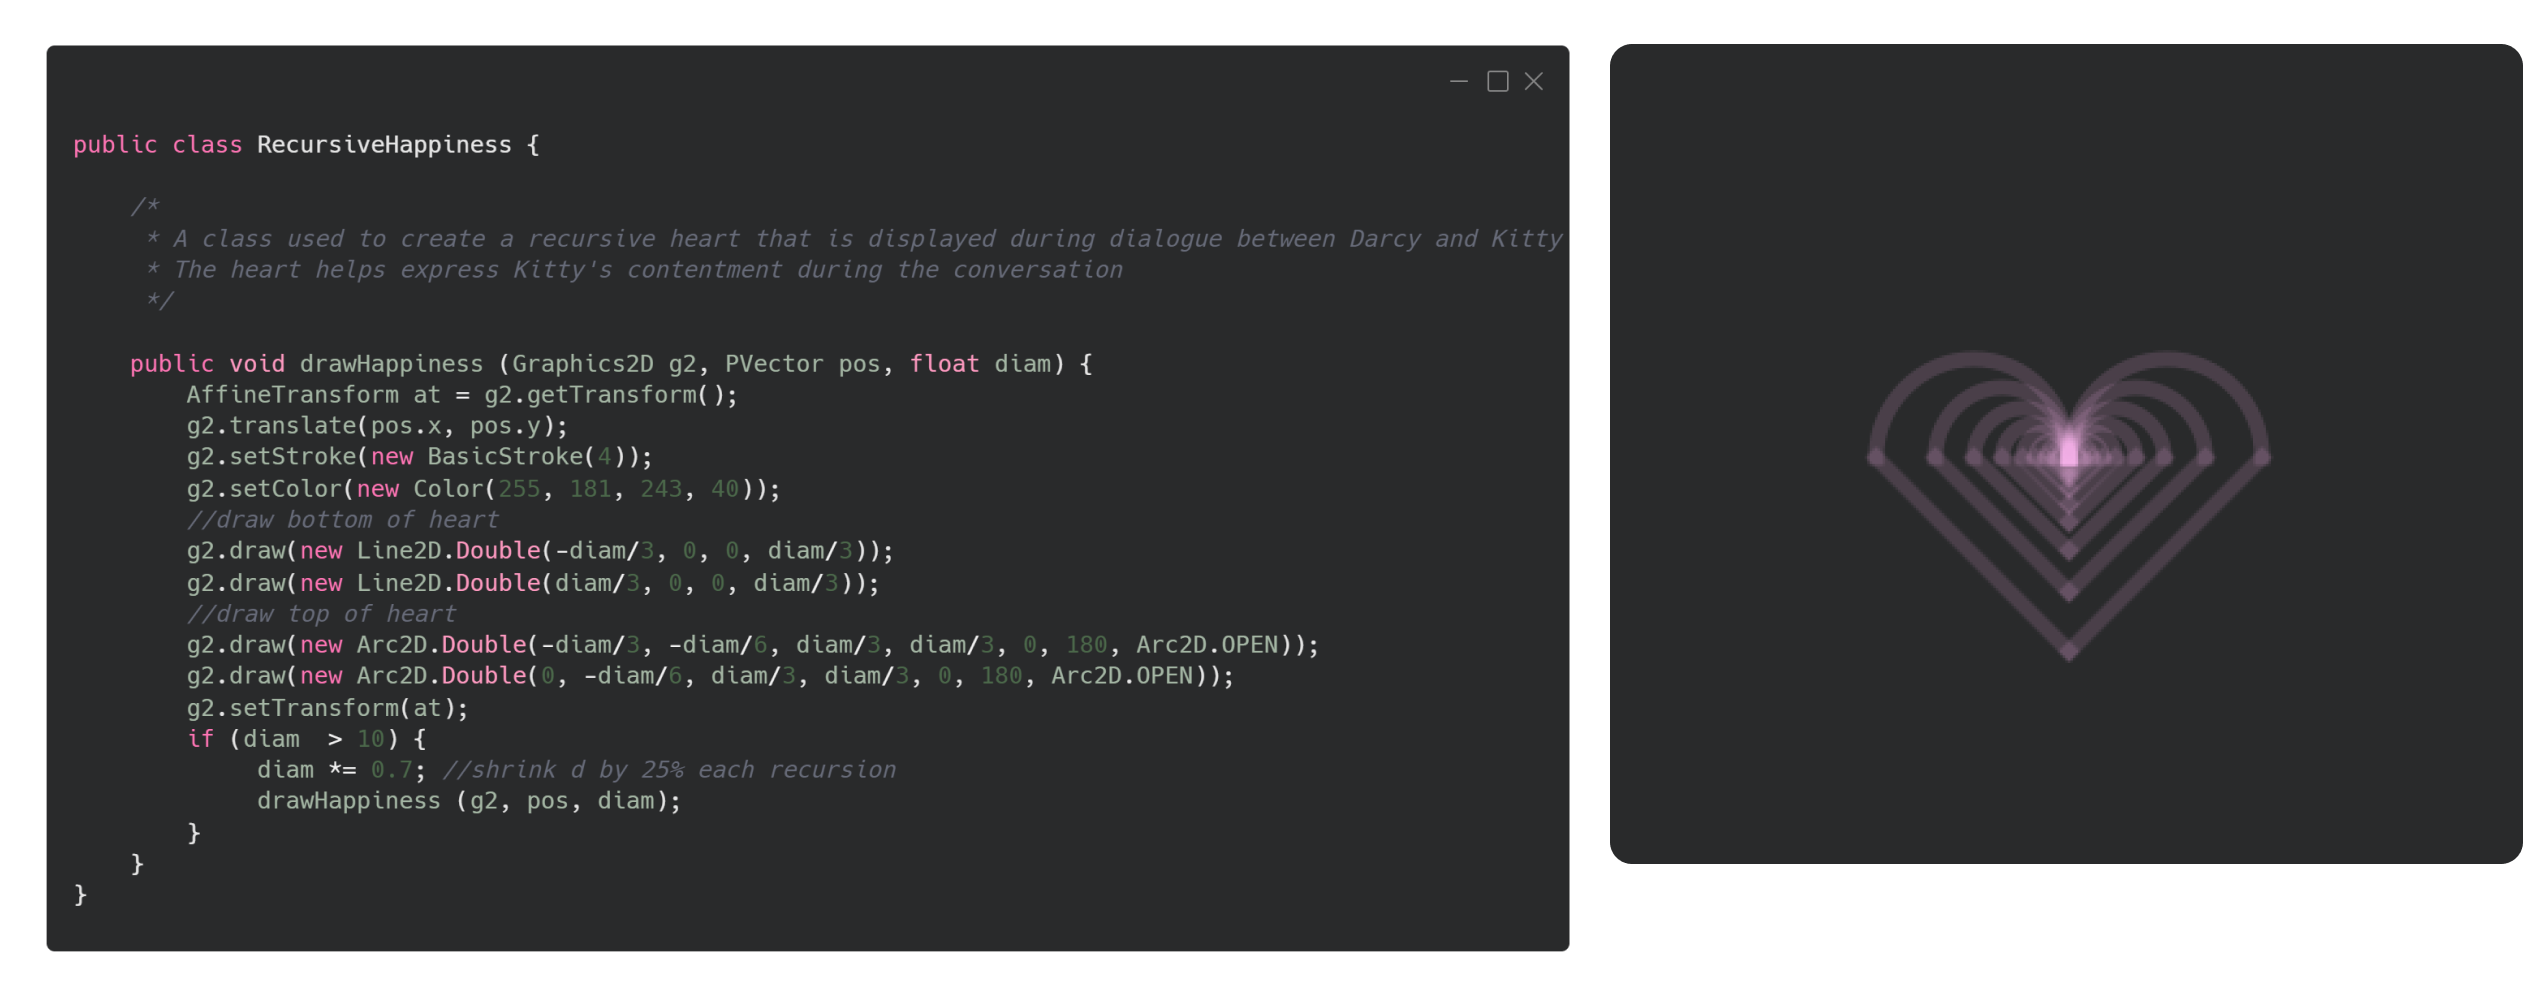 public class RecursiveHappiness {
/*
* A class used to create a recursive heart that is displayed during dialogue between Darcy and Kitty
* The heart helps express Kitty's contentment during the conversation
*/
public void drawHappiness (Graphics2D g2, PVector pos, float diam) {
AffineTransform at = g2.getTransform();
g2.translate(pos.x, pos.y);
g2.setStroke(new BasicStroke(4));
g2.setColor(new Color(255, 181, 243, 40));
//draw bottom of heart
g2.draw(new Line2D.Double(-diam/3, 0, 0, diam/3));
g2.draw(new Line2D.Double(diam/3, 0, 0, diam/3));
//draw top of heart
g2.draw(new Arc2D.Double(-diam/3, -diam/6, diam/3, diam/3, 0, 180, Arc2D.OPEN));
g2.draw(new Arc2D.Double(0, -diam/6, diam/3, diam/3, 0, 180, Arc2D.OPEN));
g2.setTransform(at);
if (diam  > 10) {
diam *= 0.7; //shrink d by 25% each recursion
drawHappiness (g2, pos, diam);
}
}
}